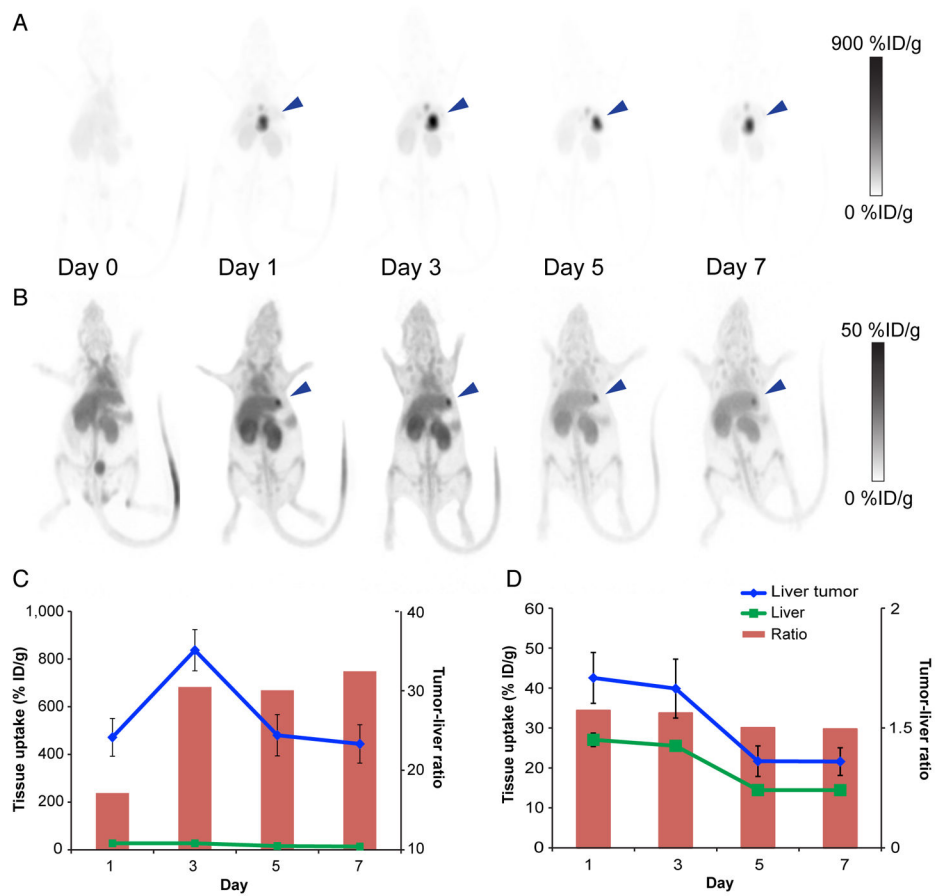 A
900 %ID/g
0 %ID/g
Day 0
Day 1
Day 3
Day 5
Day 7
B
50 %ID/g
0 %ID/g
C
Tissue uptake (% ID/g)
1,000
800
600
400
200
0
40
30
20
10
Tumor-liver ratio
1
3
5
7
Day
D
Liver tumor
Liver
Ratio
Tissue uptake (% ID/g)
60
50
40
30
20
10
0
2
1.5
0
Tumor-liver ratio
1
3
5
7
Day